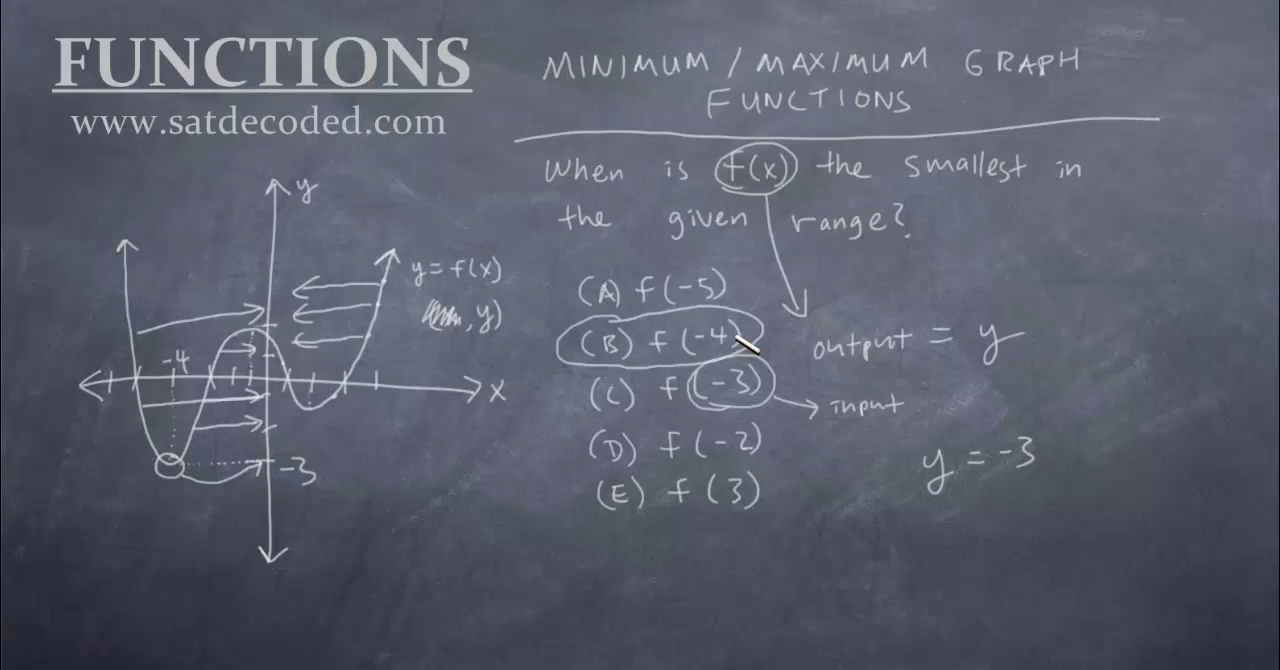 FUNCTIONS
www.satdecoded.com
MINIMUM / MAXIMUM GRAPH
FUNCTIONS
When is f(x) the smallest in
the given range?
y
y = f(x)
, y)
-4
x
-3
(A) f(-5)
(B) f(-4)
(C) f(-3)
(D) f(-2)
(E) f(3)
output = y
input
y = -3